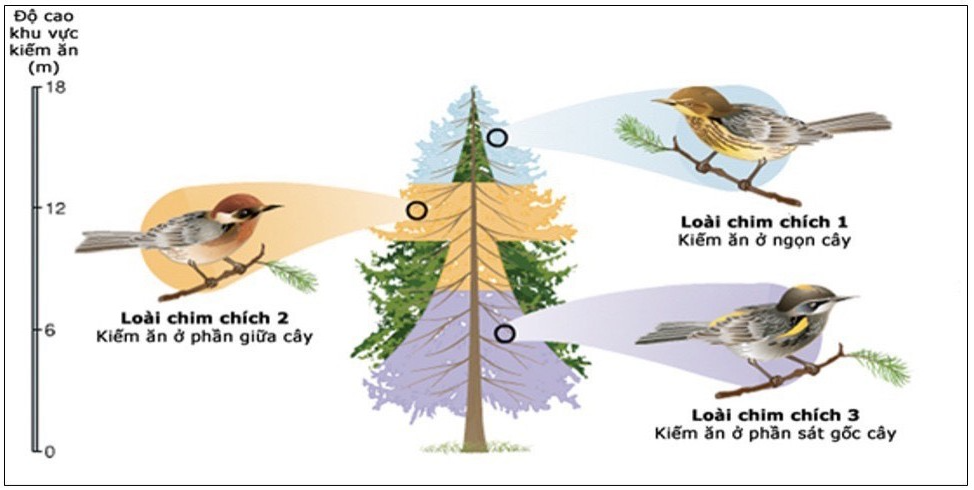 Độ cao
khu vực
kiếm ăn
(m)
18
12
6
0
Loài chim chích 1
Kiếm ăn ở ngọn cây
Loài chim chích 2
Kiếm ăn ở phần giữa cây
Loài chim chích 3
Kiếm ăn ở phần sát gốc cây